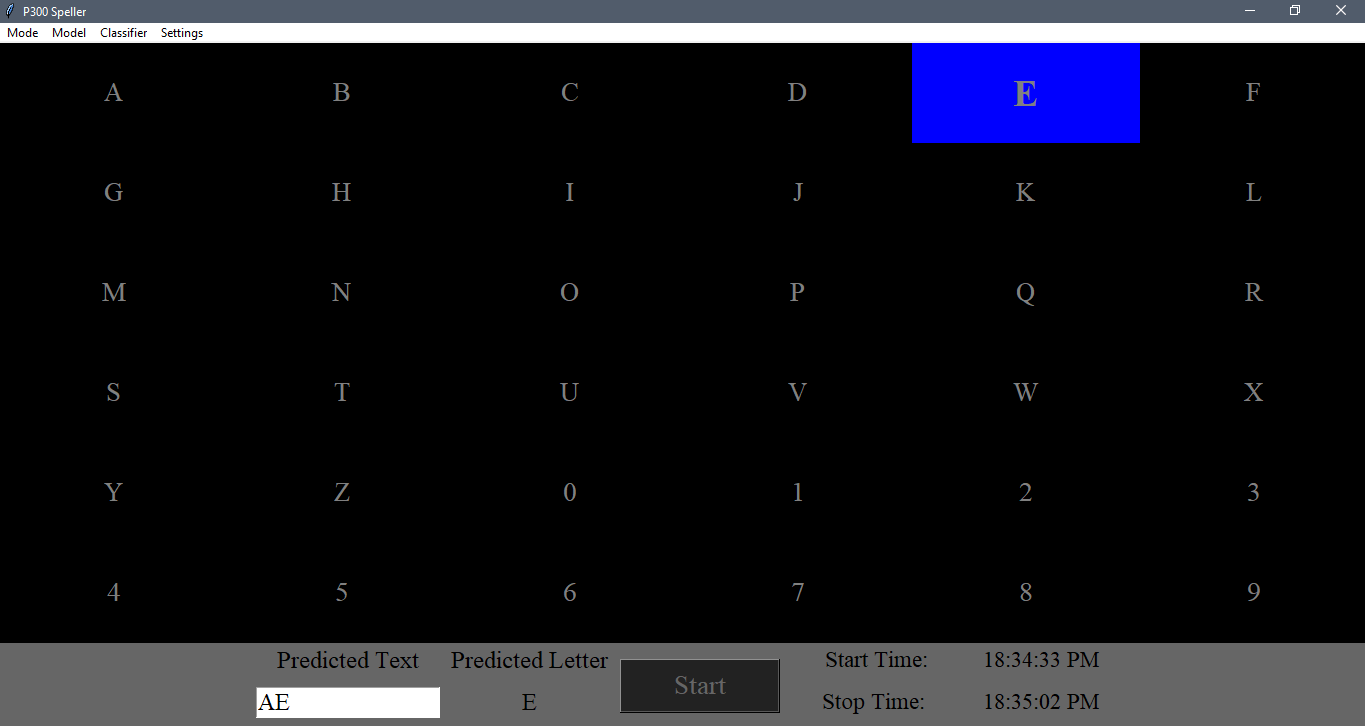 P300 Speller
Mode Model Classifier Settings
A B C D E F
G H I J K L
M N O P Q R
S T U V W X
Y Z 0 1 2 3
4 5 6 7 8 9
Predicted Text Predicted Letter Start Start Time: 18:34:33 PM
AE E Stop Time: 18:35:02 PM